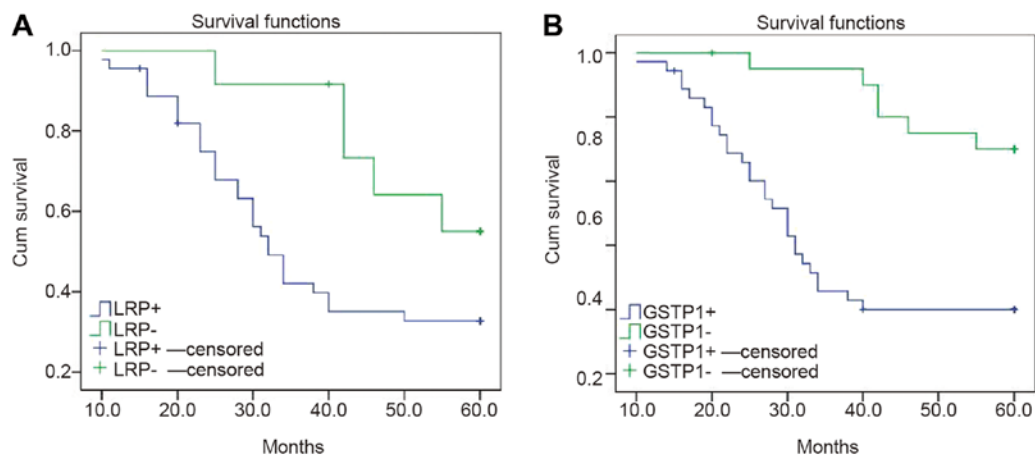 A
Survival functions
Cum survival
1.0
0.8
0.6
0.4
0.2
LRP+
LRP-
LRP+ —censored
LRP- —censored
10.0 20.0 30.0 40.0 50.0 60.0
Months
B
Survival functions
Cum survival
1.0
0.8
0.6
0.4
0.2
GSTP1+
GSTP1-
GSTP1+ —censored
GSTP1- —censored
10.0 20.0 30.0 40.0 50.0 60.0
Months